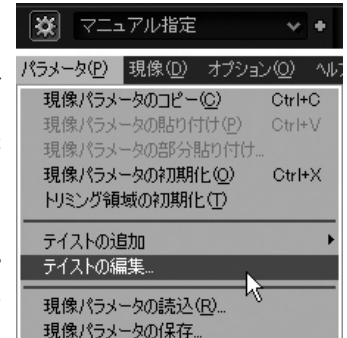 マニュアル指定
パラメータ(P) 現像(D) オプション(O)
現像パラメータのコピー(C) Ctrl+C
現像パラメータの貼り付け(P) Ctrl+V
現像パラメータの部分貼り付け...
現像パラメータの初期化(O) Ctrl+X
トリミング領域の初期化(T)
テイストの追加
テイストの編集...
現像パラメータの読込(R)...
現像パラメータの保存...